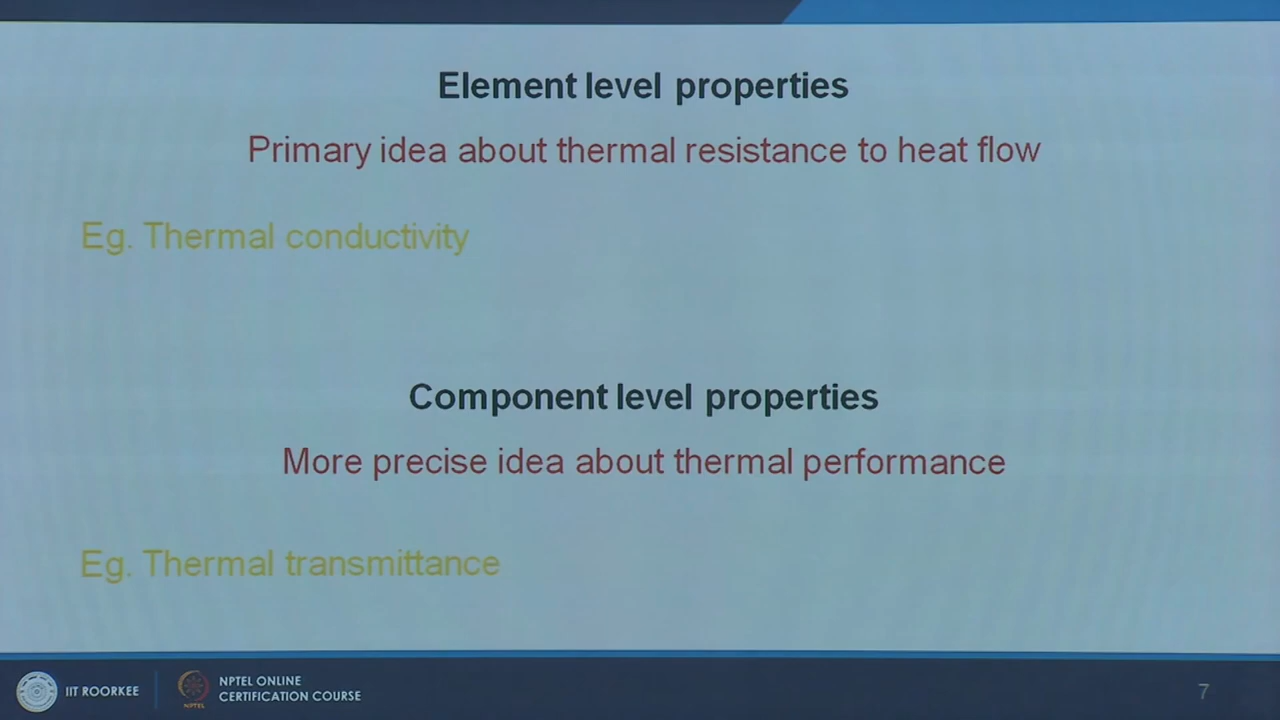 Element level properties
Primary idea about thermal resistance to heat flow
Eg. Thermal conductivity
Component level properties
More precise idea about thermal performance
Eg. Thermal transmittance
IIT ROORKEE
NPTEL ONLINE
CERTIFICATION COURSE
NPTEL
7